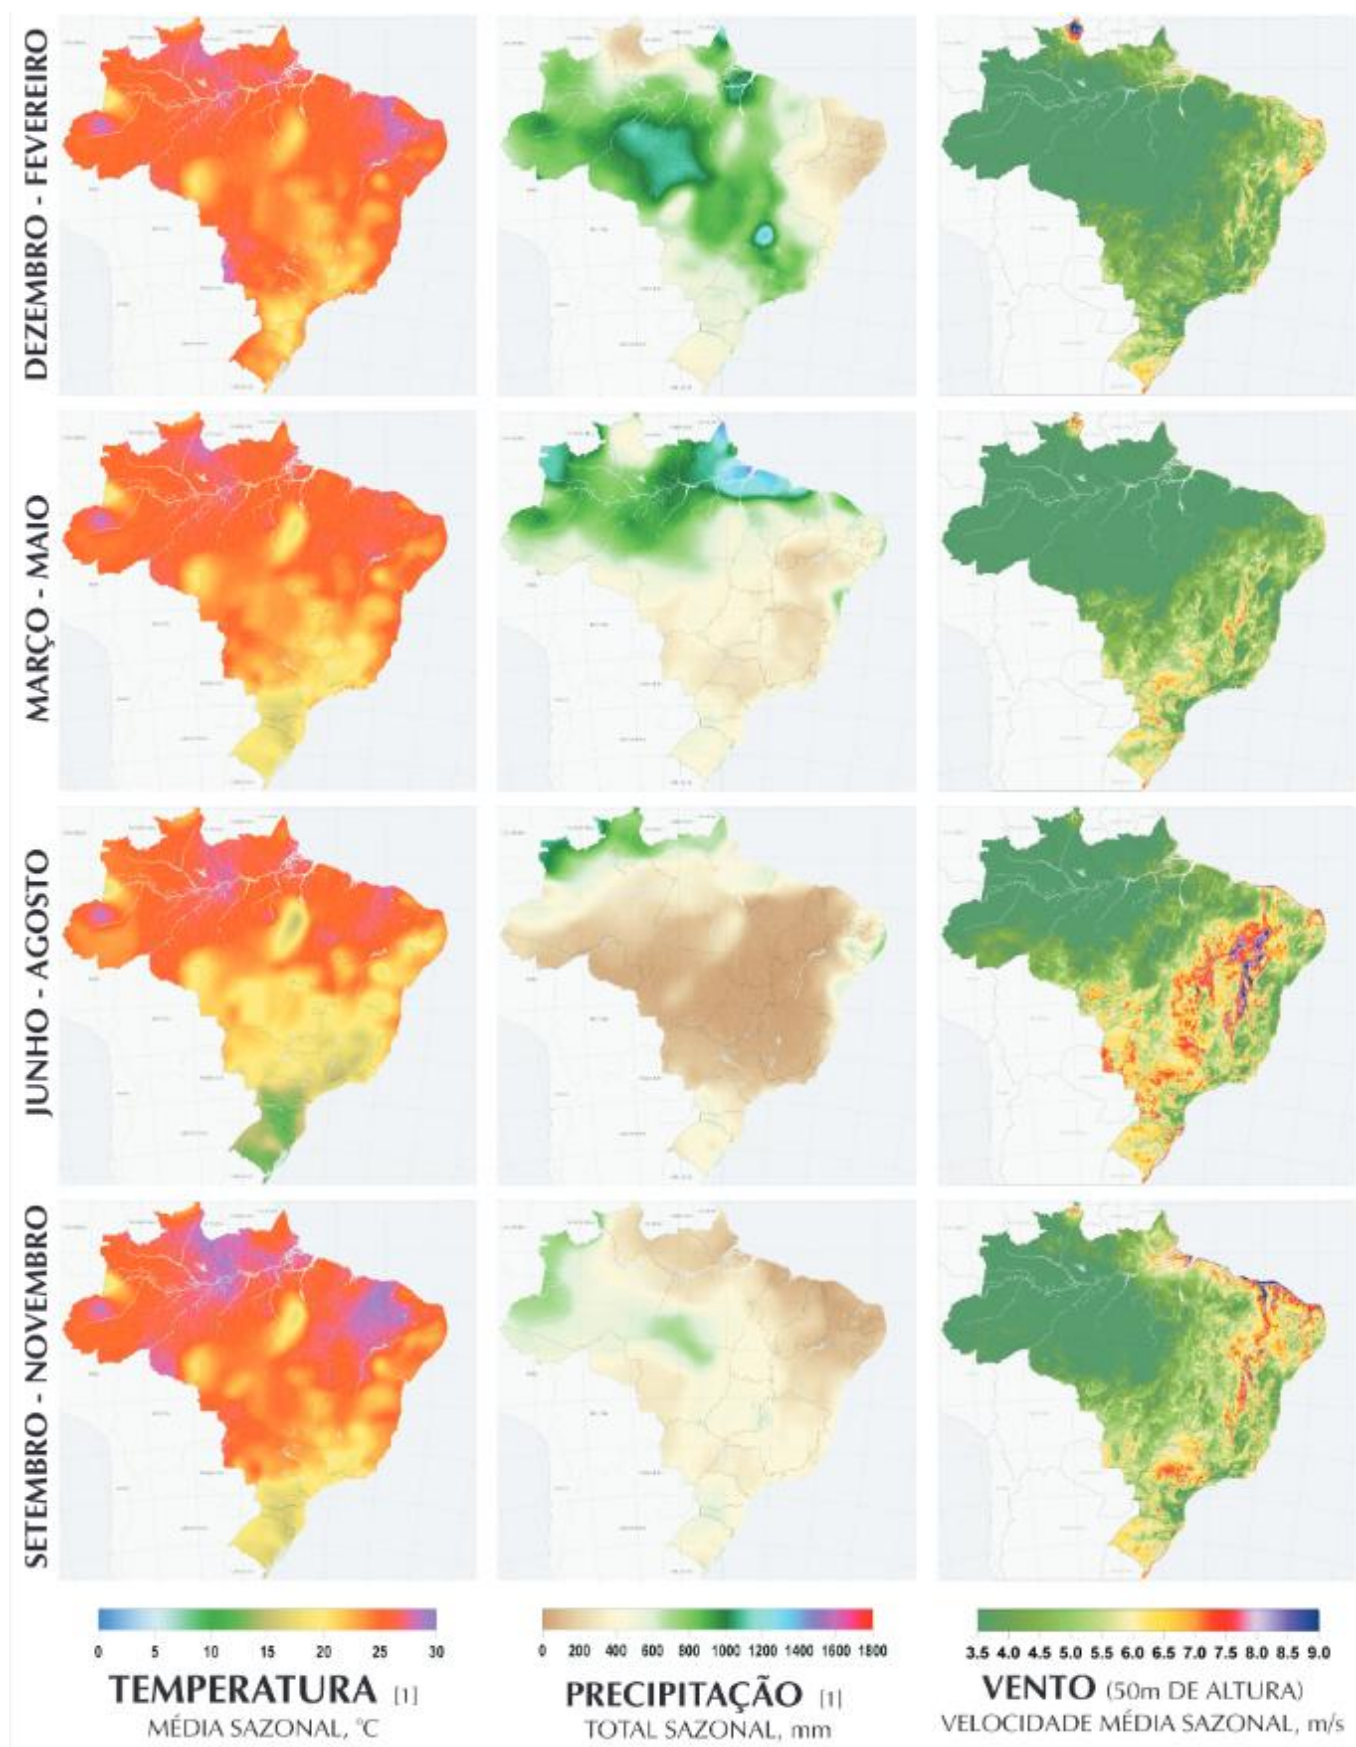 DEZEMBRO - FEVEREIRO
MARÇO - MAIO
JUNHO - AGOSTO
SETEMBRO - NOVEMBRO
0 5 10 15 20 25 30
TEMPERATURA [1]
MÉDIA SAZONAL, °C
0 200 400 600 800 1000 1200 1400 1600 1800
PRECIPITAÇÃO [1]
TOTAL SAZONAL, mm
3.5 4.0 4.5 5.0 5.5 6.0 6.5 7.0 7.5 8.0 8.5 9.0
VENTO (50m DE ALTURA)
VELOCIDADE MÉDIA SAZONAL, m/s